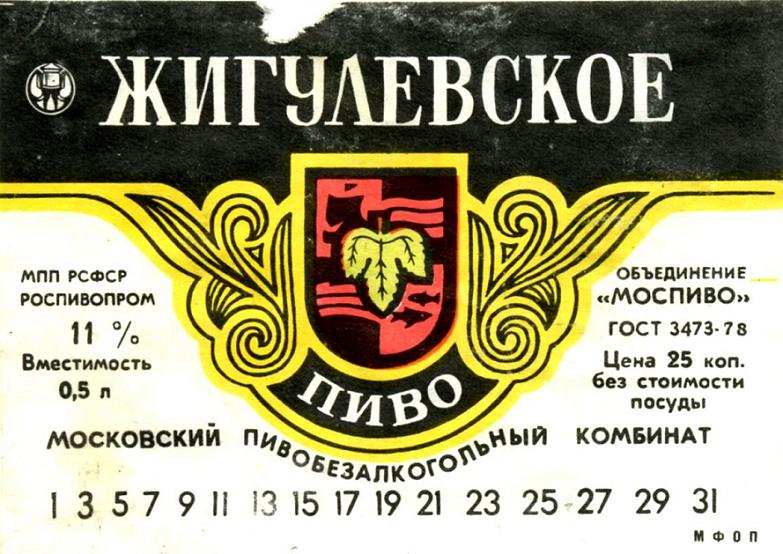 ЖИГУЛЕВСКОЕ
МПП РСФСР
РОСПИВОПРОМ
11 %
Вместимость
0,5 л
ОБЪЕДИНЕНИЕ
«МОСПИВО»
ГОСТ 3473-78
Цена 25 коп.
без стоимости
посуды
ПИВО
МОСКОВСКИЙ ПИВОБЕЗАЛКОГОЛЬНЫЙ КОМБИНАТ
1 3 5 7 9 11 13 15 17 19 21 23 25 27 29 31
МФОП